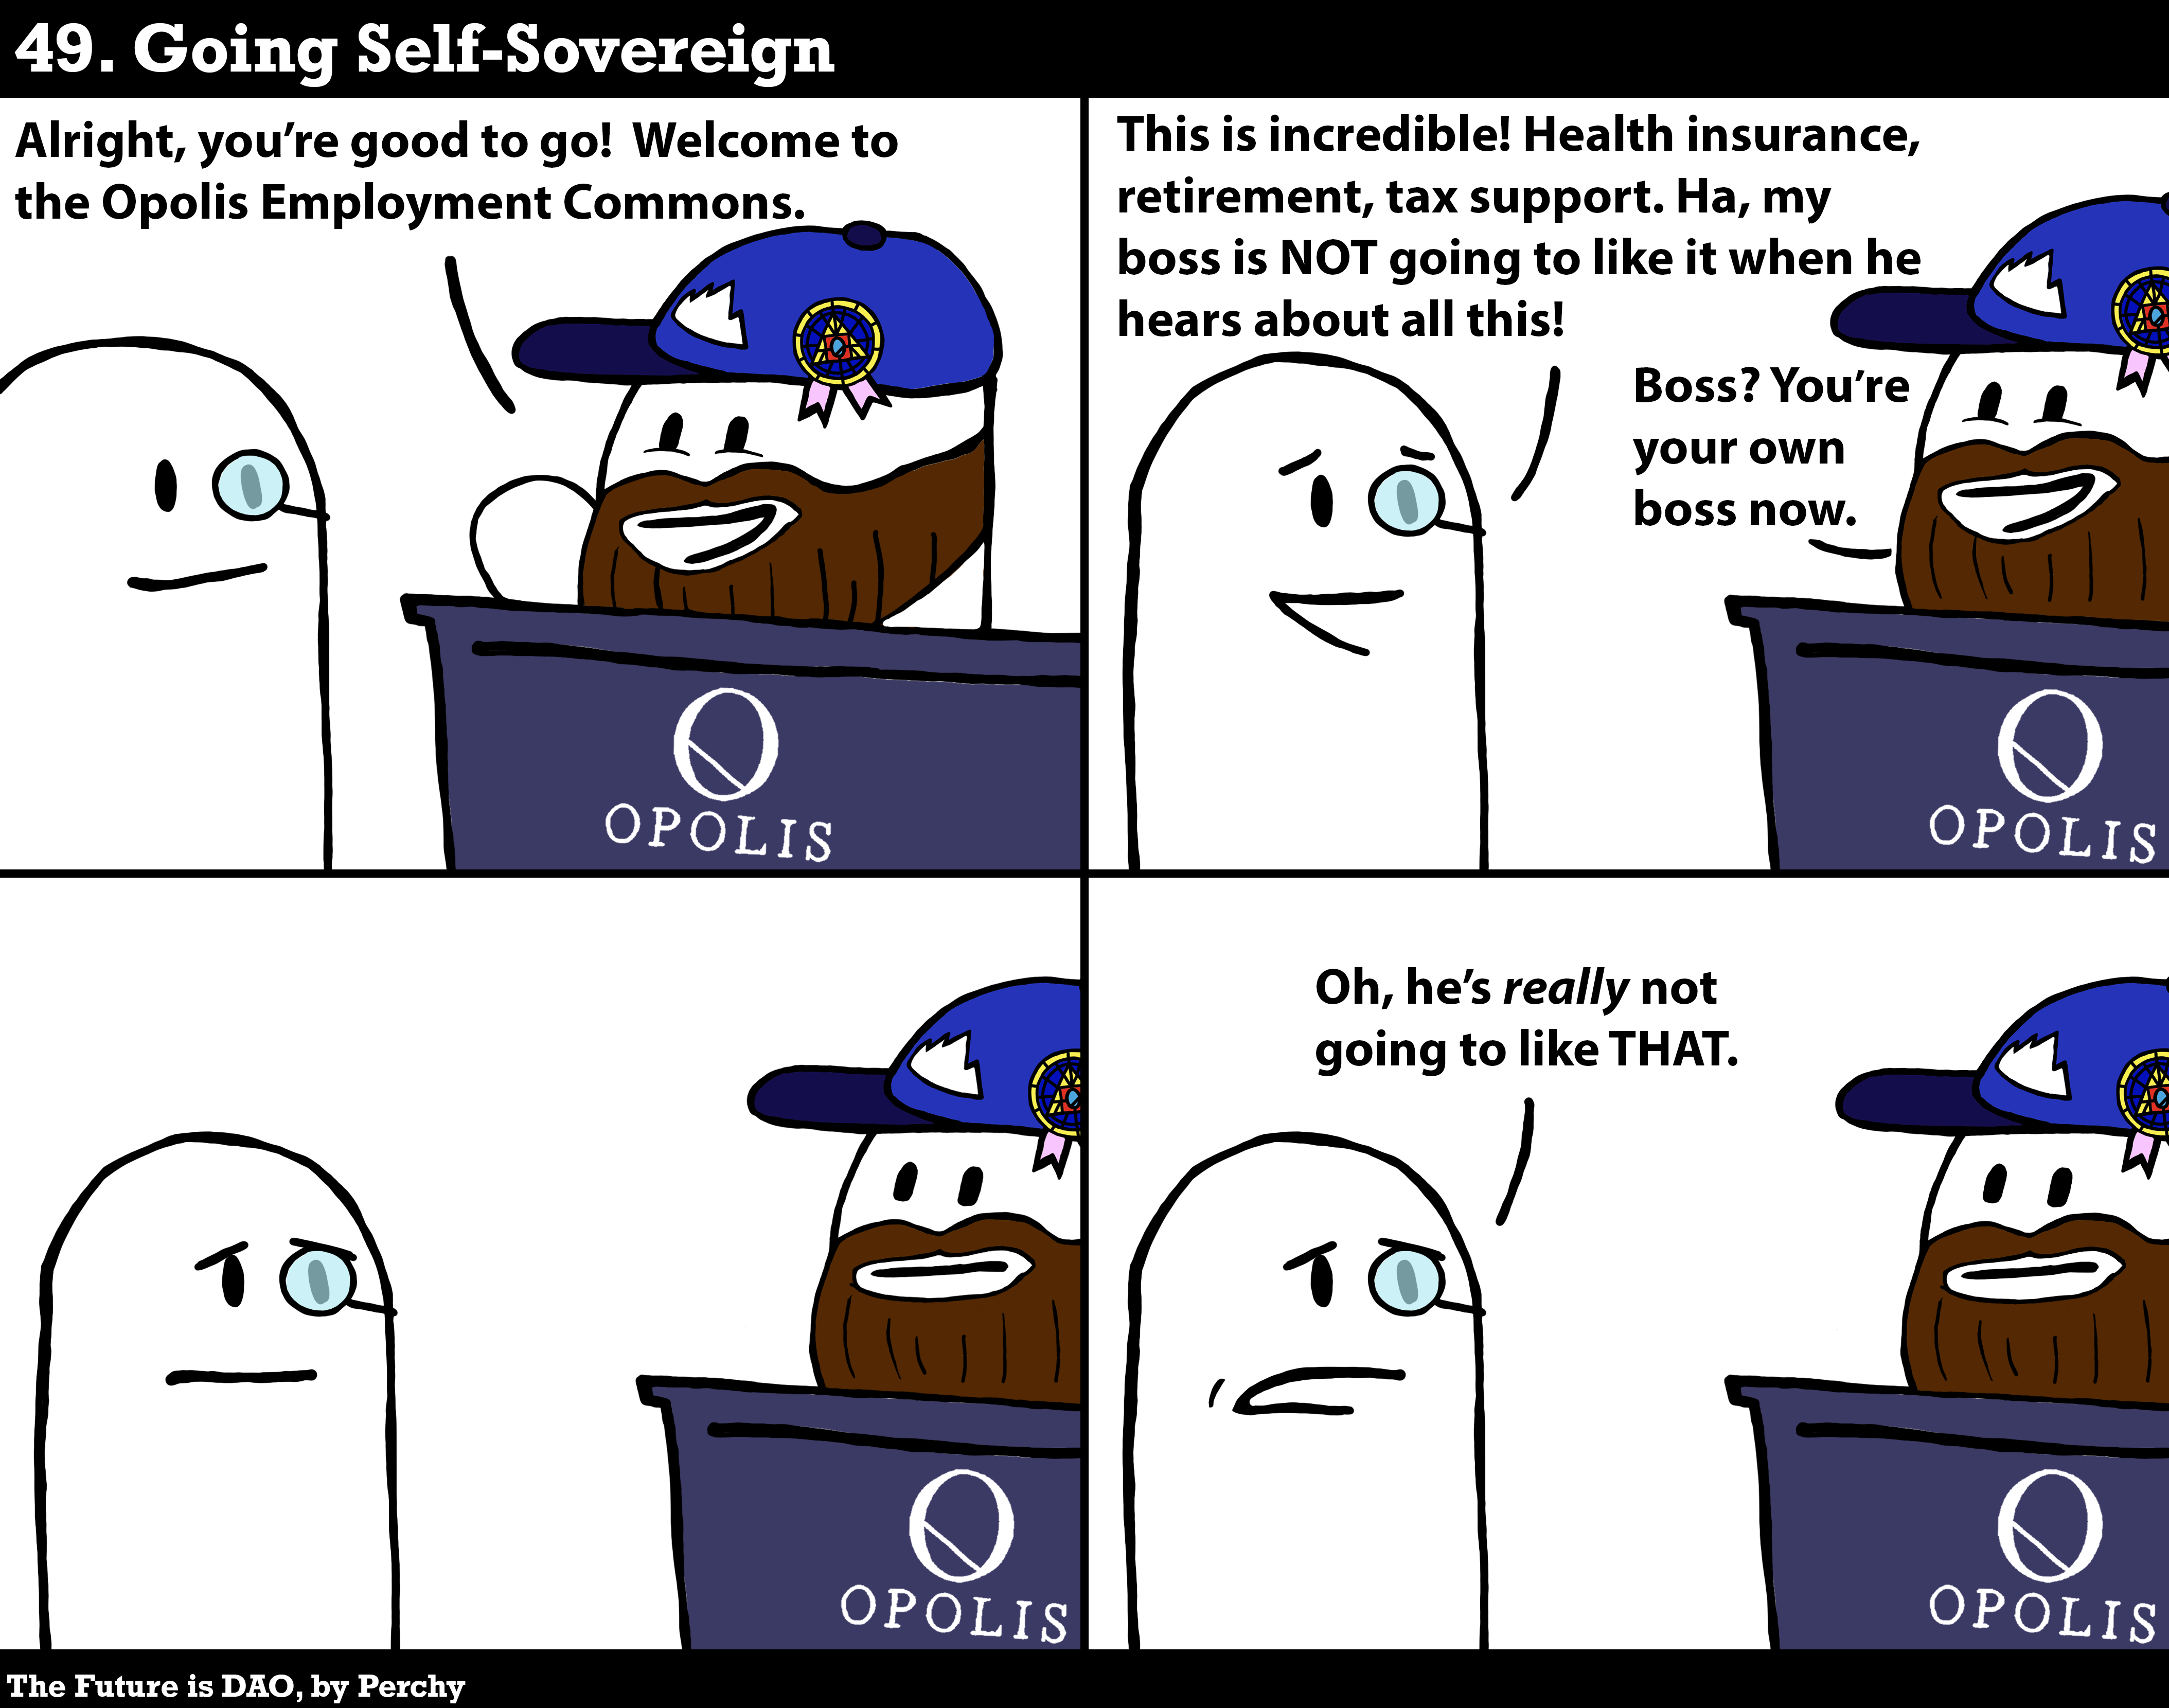 49. Going Self-Sovereign
Alright, you're good to go!  Welcome to
the Opolis Employment Commons.
OPOLIS
This is incredible! Health insurance,
retirement, tax support. Ha, my
boss is NOT going to like it when he
hears about all this!
Boss? You're
your own
boss now.
OPOLIS
OPOLIS
Oh, he's really not
going to like THAT.
OPOLIS
The Future is DAO, by Perchy